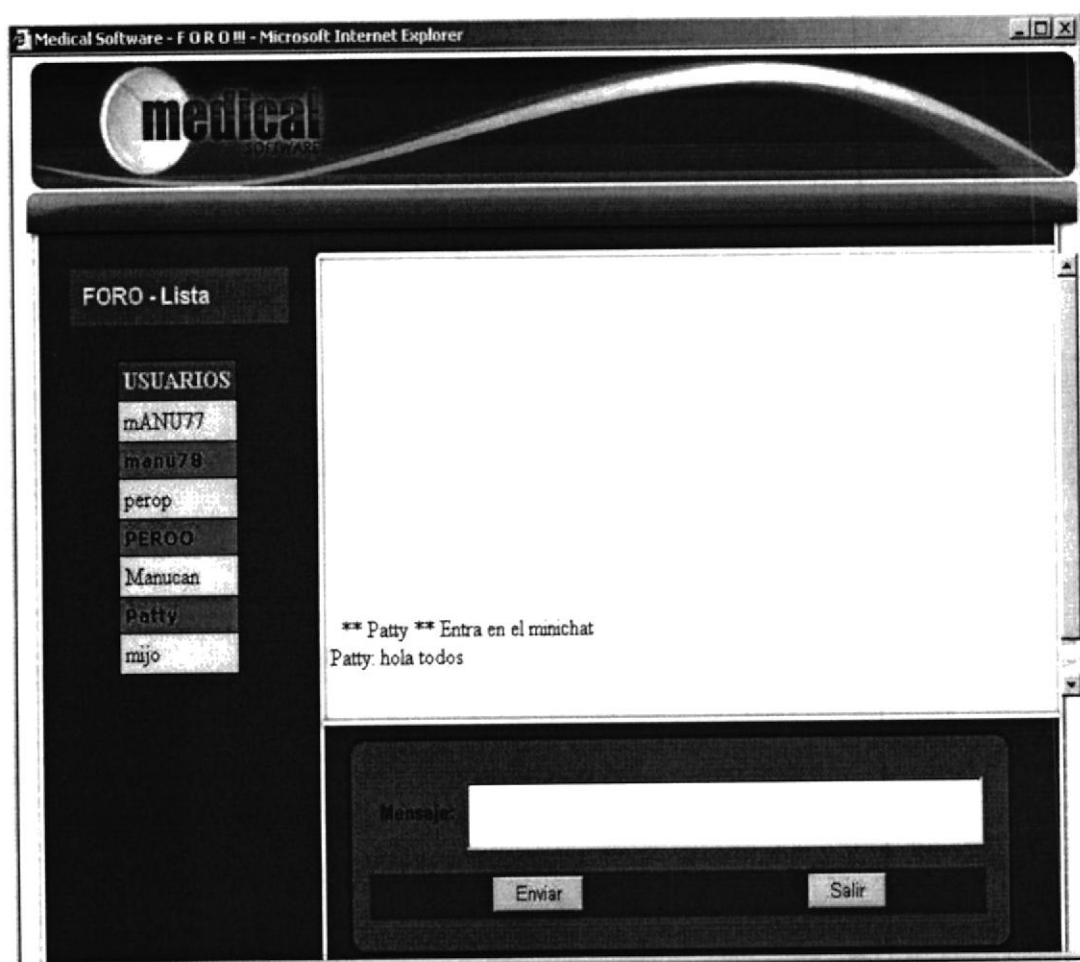 Medical Software - F O R O !!! - Microsoft Internet Explorer
medical
SOFTWARE
FORO - Lista
USUARIOS
mANU77
manu78
perop
PEROO
Manucan
Patty
mijo
** Patty ** Entra en el minichat
Patty: hola todos
Mensaje:
Enviar
Salir